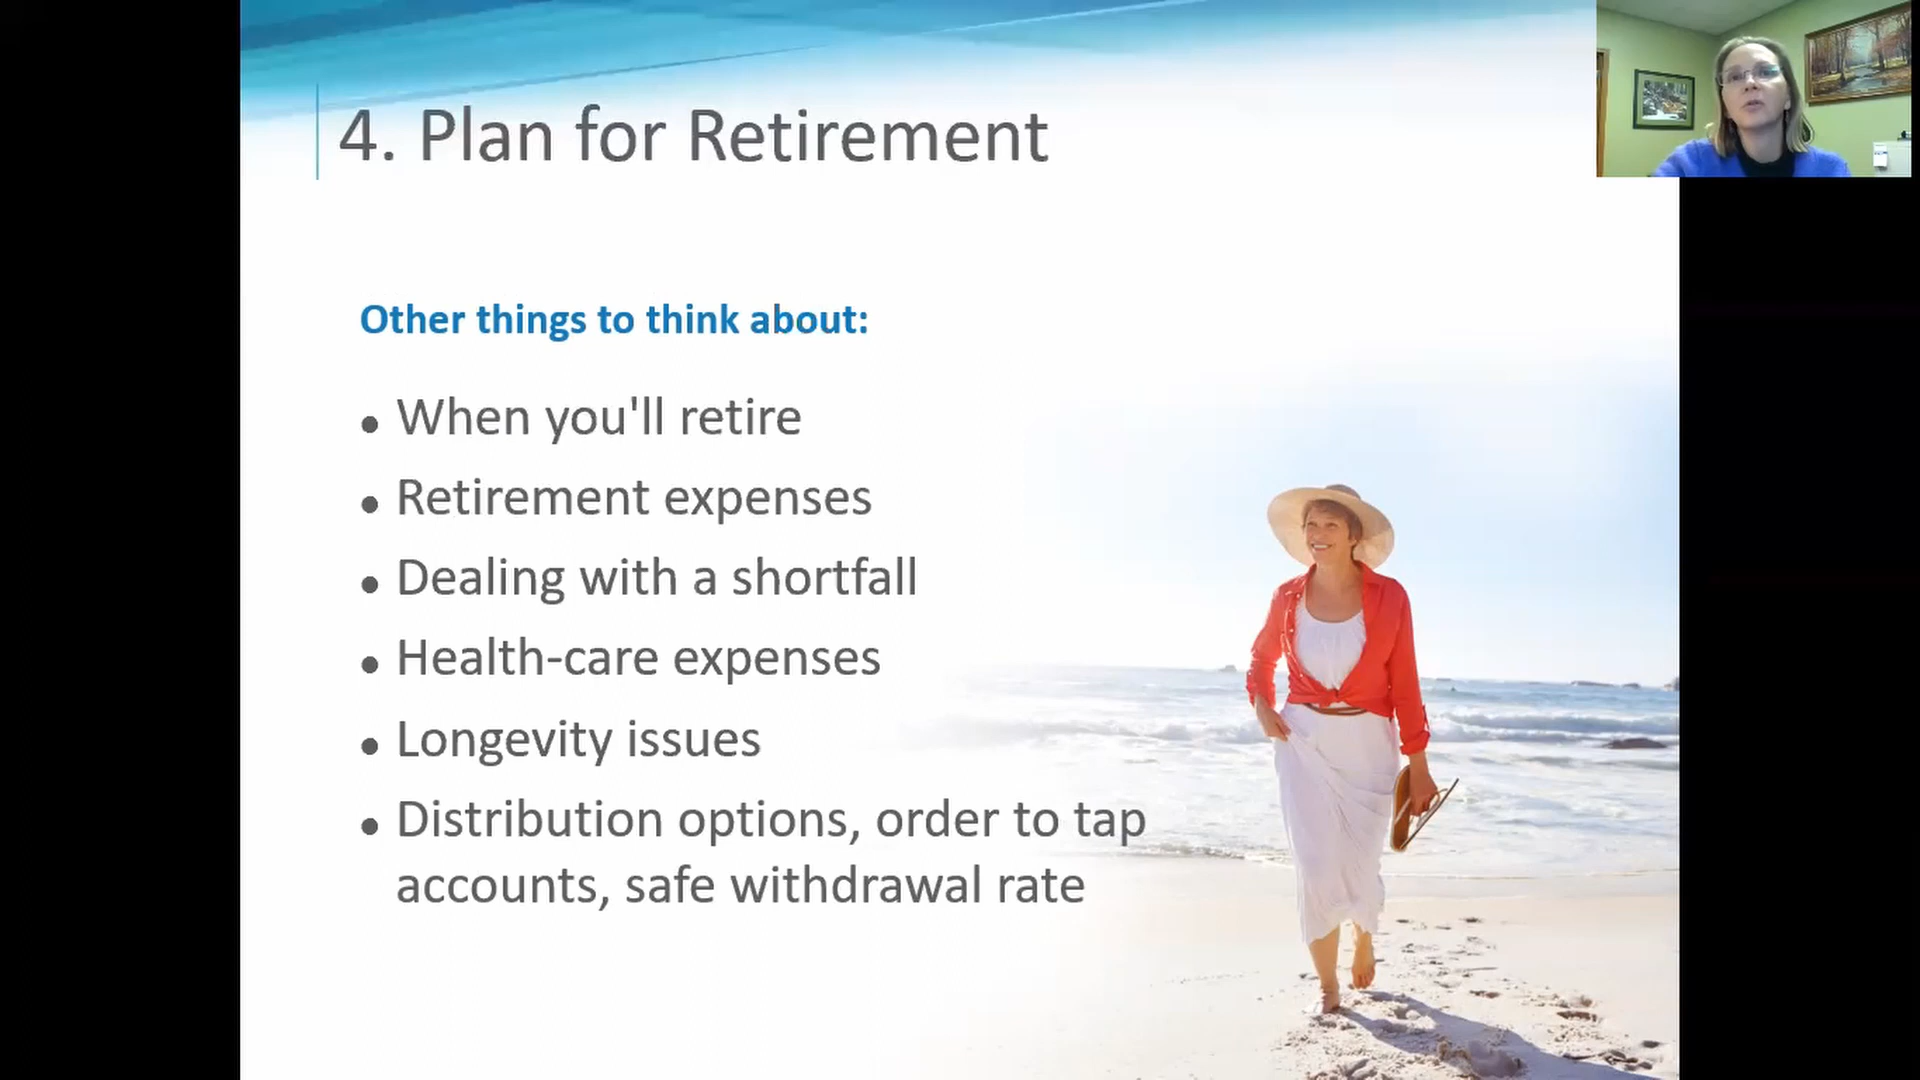 4. Plan for Retirement
Other things to think about:
• When you'll retire
• Retirement expenses
• Dealing with a shortfall
• Health-care expenses
• Longevity issues
• Distribution options, order to tap
accounts, safe withdrawal rate